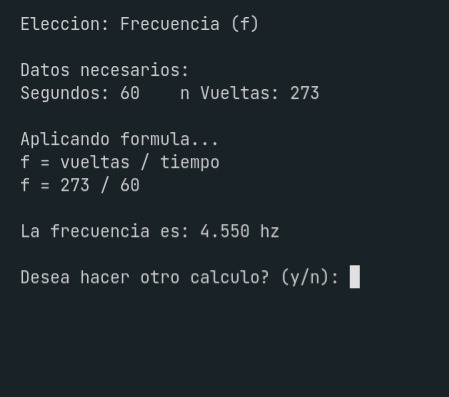 Eleccion: Frecuencia (f)
Datos necesarios:
Segundos: 60    n Vueltas: 273
Aplicando formula...
f = vueltas / tiempo
f = 273 / 60
La frecuencia es: 4.550 hz
Desea hacer otro calculo? (y/n):